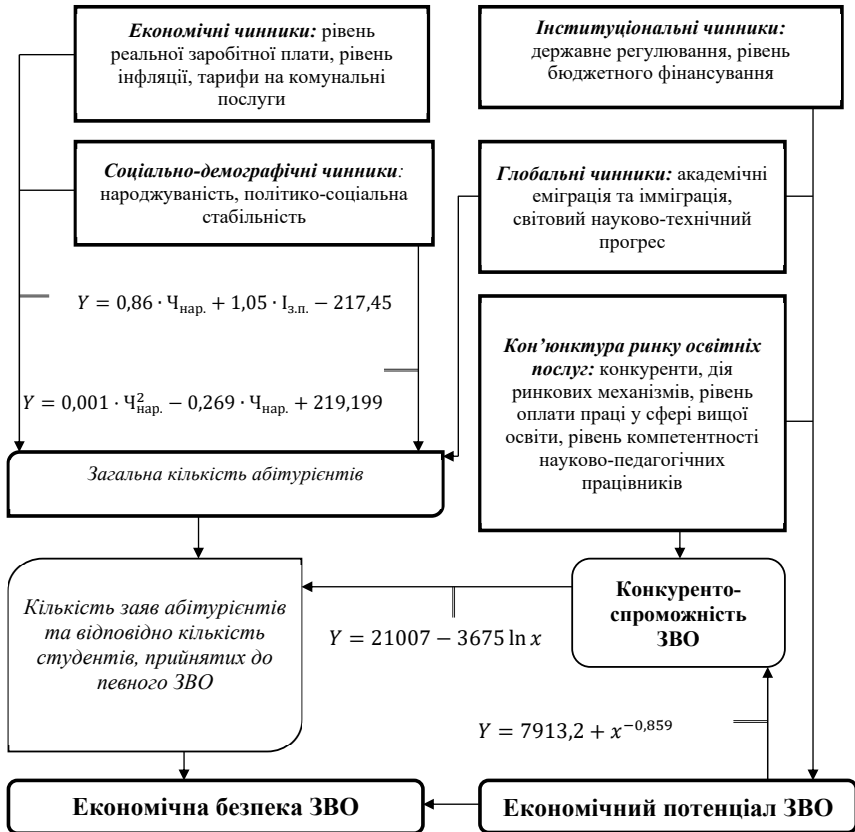 Економічні чинники: рівень
реальної заробітної плати, рівень
інфляції, тарифи на комунальні
послуги
Інституціональні чинники:
державне регулювання, рівень
бюджетного фінансування
Соціально-демографічні чинники:
народжуваність, політико-соціальна
стабільність
Глобальні чинники: академічні
еміграція та імміграція,
світовий науково-технічний
прогрес
Y = 0,86 · Ч нар. + 1,05 · І з.п. − 217,45
Y = 0,001 · Ч²нар. − 0,269 · Ч нар. + 219,199
Кон’юнктура ринку освітніх
послуг: конкуренти, дія
ринкових механізмів, рівень
оплати праці у сфері вищої
освіти, рівень компетентності
науково-педагогічних
працівників
Загальна кількість абітурієнтів
Кількість заяв абітурієнтів
та відповідно кількість
студентів, прийнятих до
певного ЗВО
Y = 21007 − 3675 ln x
Конкуренто-
спроможність
ЗВО
Y = 7913,2 + x^−0,859
Економічна безпека ЗВО
Економічний потенціал ЗВО